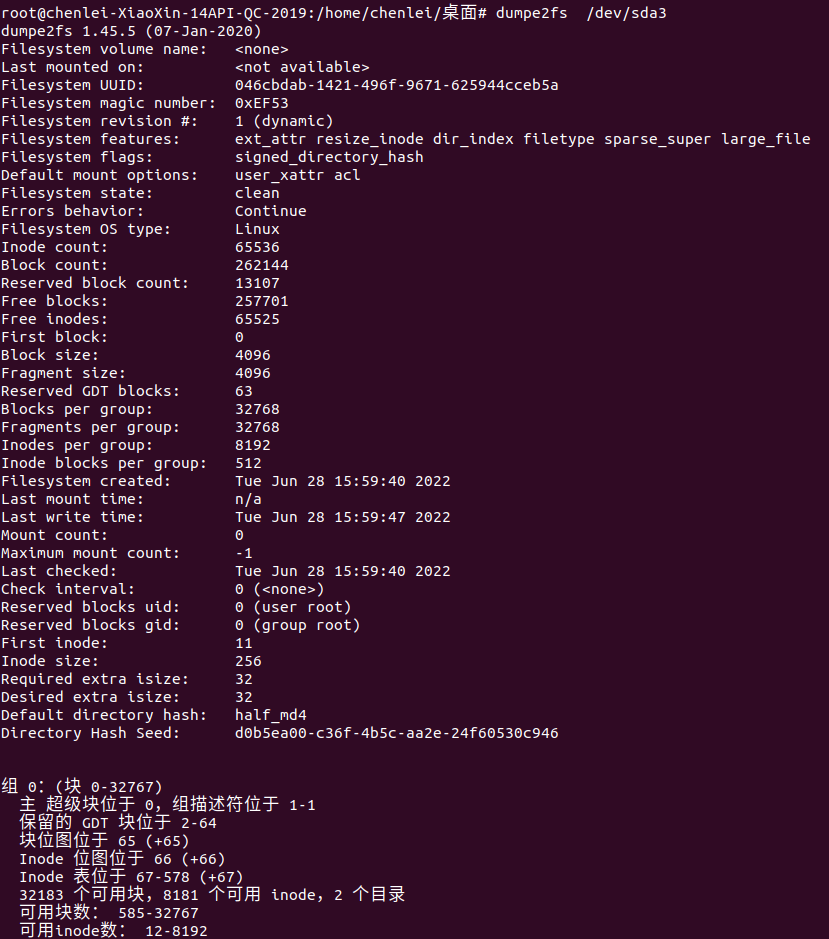 root@chenlei-XiaoXin-14API-QC-2019:/home/chenlei/桌面# dumpe2fs  /dev/sda3
dumpe2fs 1.45.5 (07-Jan-2020)
Filesystem volume name:   <none>
Last mounted on:          <not available>
Filesystem UUID:          046cbdab-1421-496f-9671-625944cceb5a
Filesystem magic number:  0xEF53
Filesystem revision #:    1 (dynamic)
Filesystem features:      ext_attr resize_inode dir_index filetype sparse_super large_file
Filesystem flags:         signed_directory_hash
Default mount options:    user_xattr acl
Filesystem state:         clean
Errors behavior:          Continue
Filesystem OS type:       Linux
Inode count:              65536
Block count:              262144
Reserved block count:     13107
Free blocks:              257701
Free inodes:              65525
First block:              0
Block size:               4096
Fragment size:            4096
Reserved GDT blocks:      63
Blocks per group:         32768
Fragments per group:      32768
Inodes per group:         8192
Inode blocks per group:   512
Filesystem created:       Tue Jun 28 15:59:40 2022
Last mount time:          n/a
Last write time:          Tue Jun 28 15:59:47 2022
Mount count:              0
Maximum mount count:      -1
Last checked:             Tue Jun 28 15:59:40 2022
Check interval:           0 (<none>)
Reserved blocks uid:      0 (user root)
Reserved blocks gid:      0 (group root)
First inode:              11
Inode size:               256
Required extra isize:     32
Desired extra isize:      32
Default directory hash:   half_md4
Directory Hash Seed:      d0b5ea00-c36f-4b5c-aa2e-24f60530c946
组 0：(块 0-32767)
  主 超级块位于 0，组描述符位于 1-1
  保留的 GDT 块位于 2-64
  块位图位于 65 (+65)
  Inode 位图位于 66 (+66)
  Inode 表位于 67-578 (+67)
  32183 个可用块，8181 个可用 inode，2 个目录
  可用块数： 585-32767
  可用inode数： 12-8192